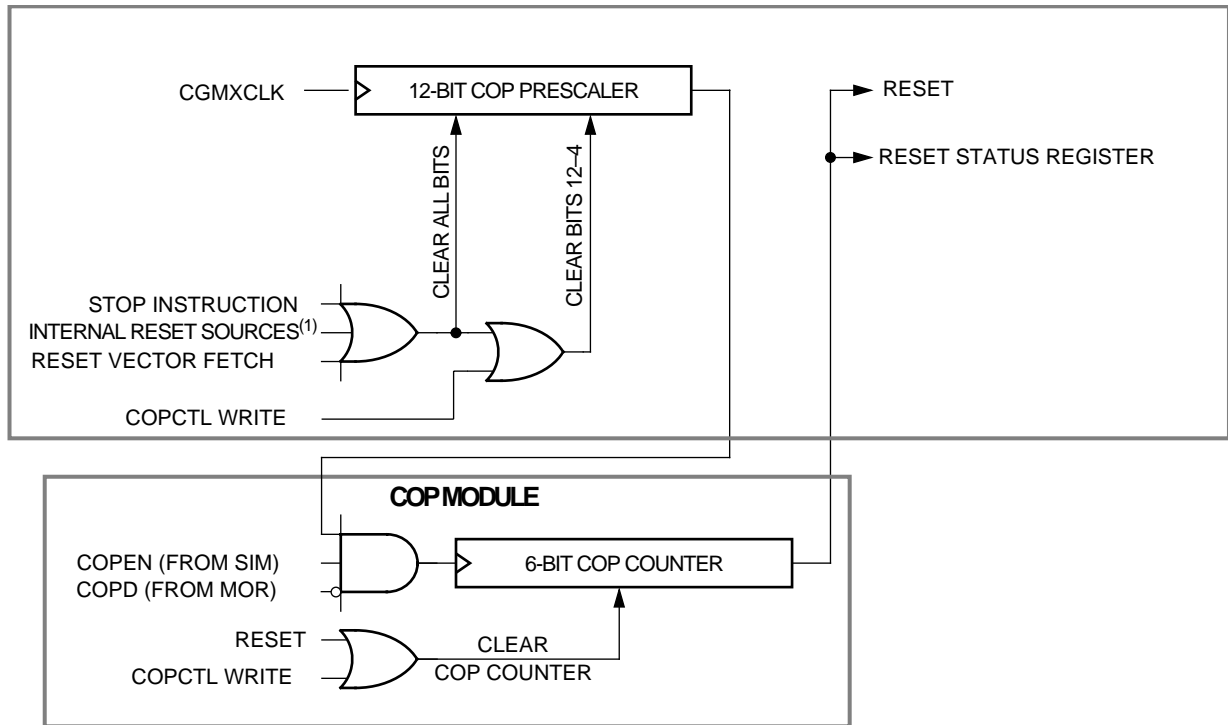 12-BIT COP PRESCALER
CGMXCLK
RESET
RESET STATUS REGISTER
CLEAR ALL BITS
CLEAR BITS 12–4
STOP INSTRUCTION
INTERNAL RESET SOURCES(1)
RESET VECTOR FETCH
COPCTL WRITE
COP MODULE
COPEN (FROM SIM)
6-BIT COP COUNTER
COPD (FROM MOR)
RESET
CLEAR
COP COUNTER
COPCTL WRITE